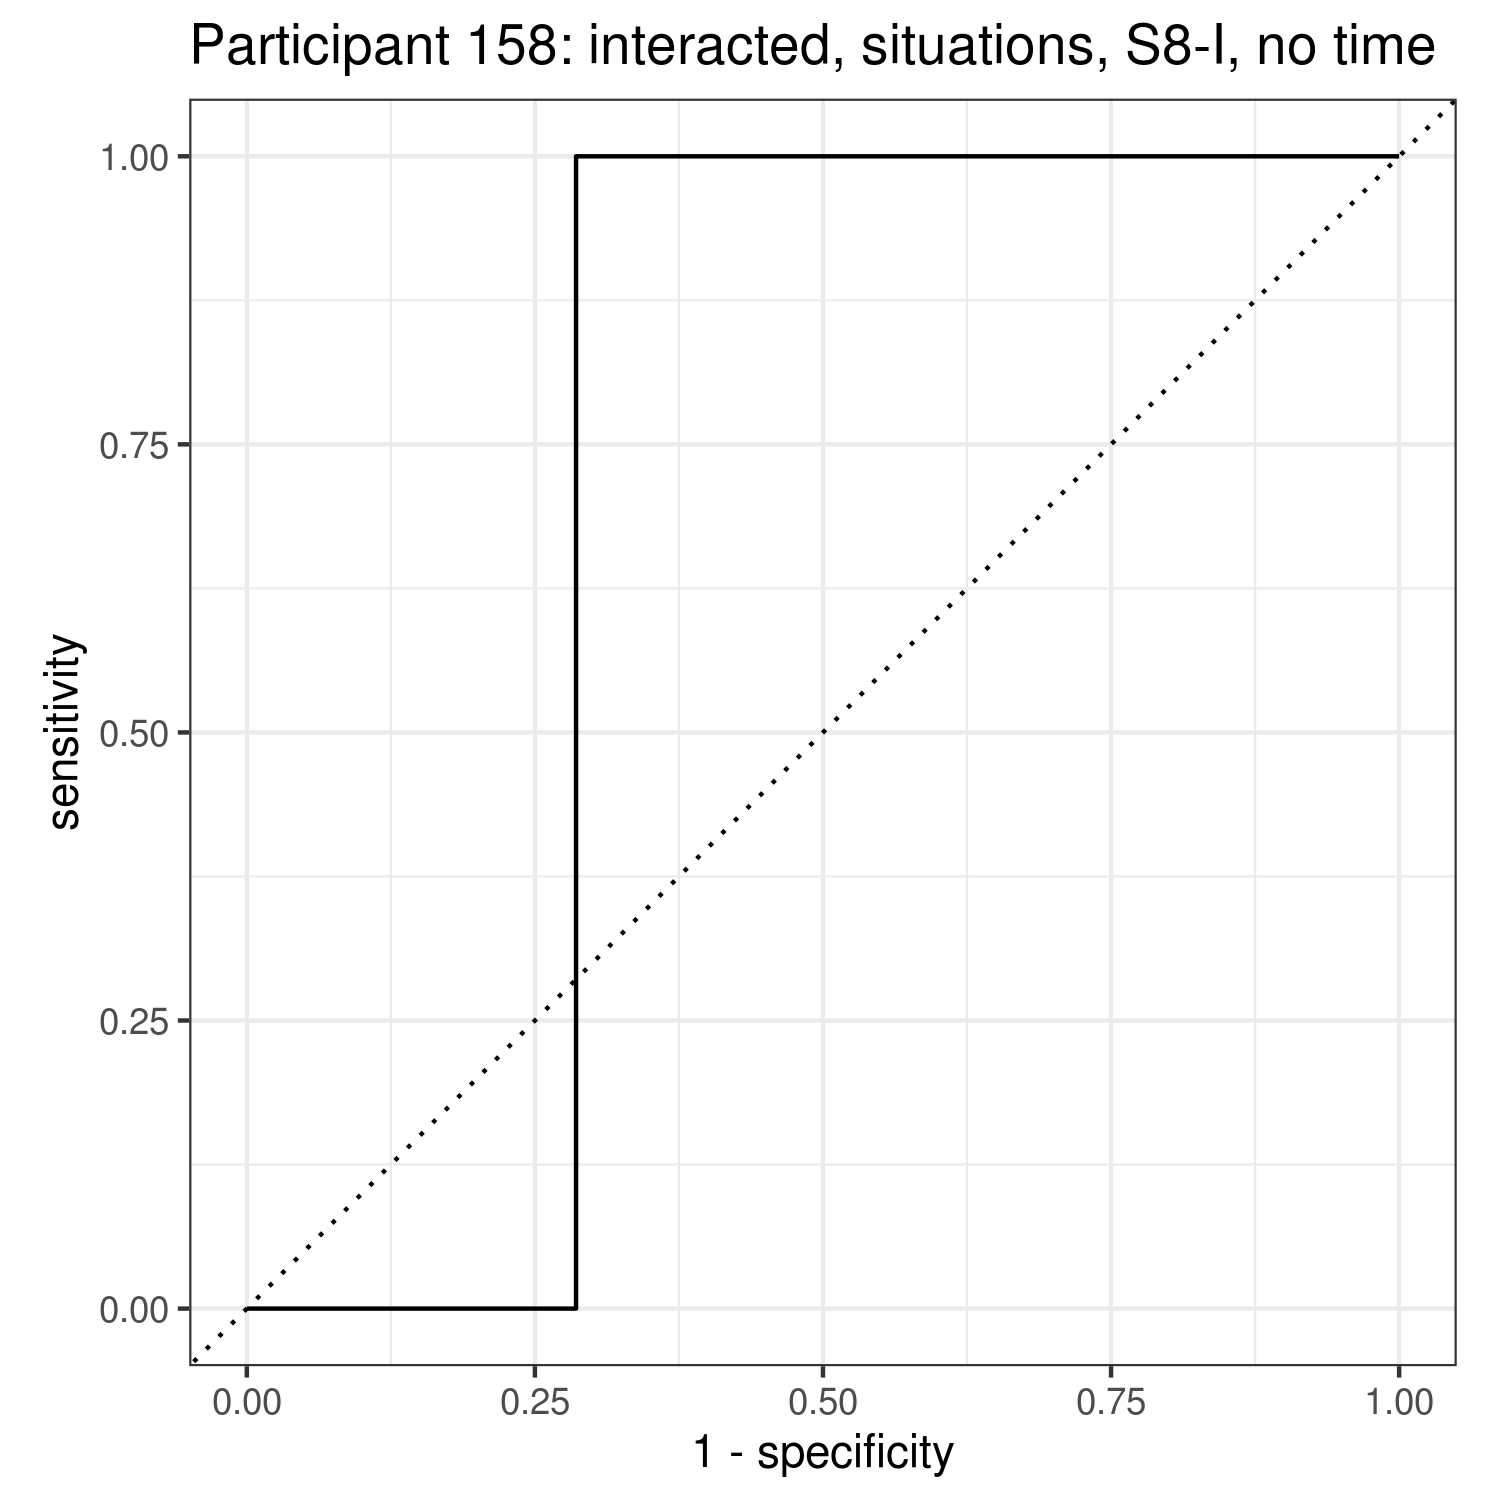 Participant 158: interacted, situations, S8-I, no time
1.00
0.75
0.50
0.25
0.00
sensitivity
0.00 0.25 0.50 0.75 1.00
1 - specificity